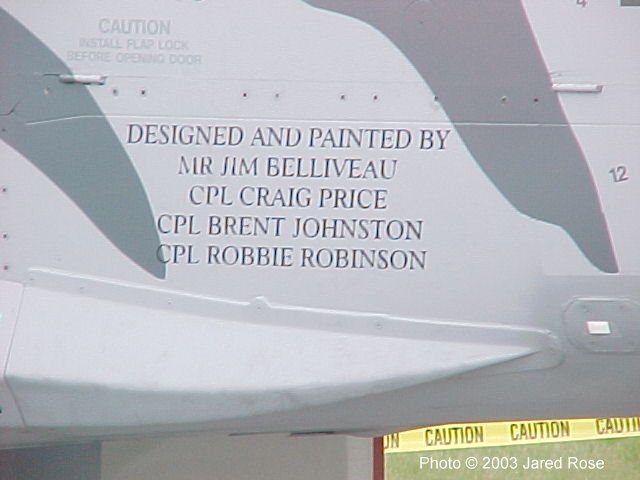 4
CAUTION
INSTALL FLAP LOCK
BEFORE OPENING DOOR
DESIGNED AND PAINTED BY
MR JIM BELLIVEAU
CPL CRAIG PRICE
CPL BRENT JOHNSTON
CPL ROBBIE ROBINSON
12
ON CAUTION CAUTION CAUTI
Photo © 2003 Jared Rose